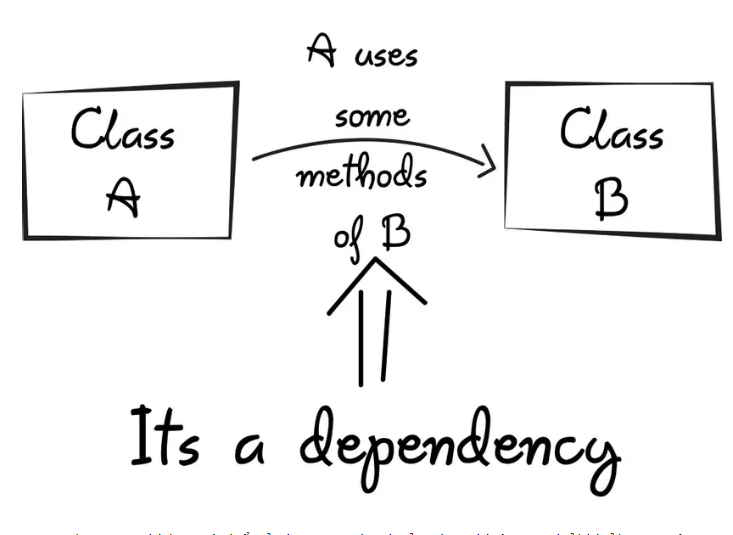 A uses
some
methods
of B
Class
A
Class
B
Its a dependency